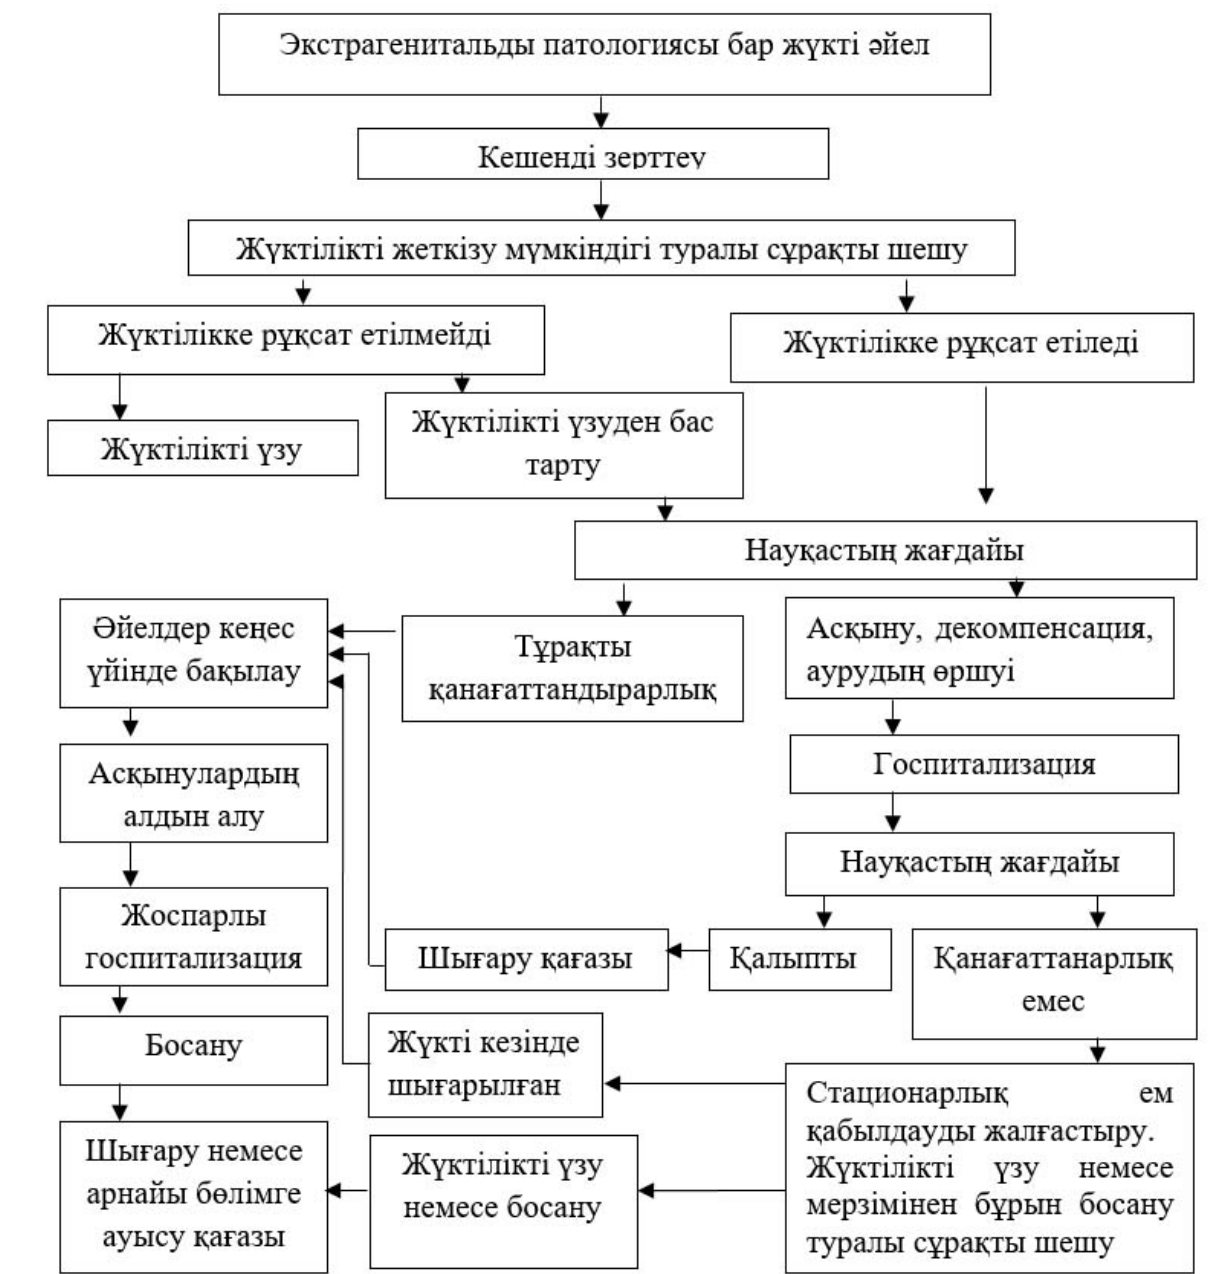 Экстрагенитальды патологиясы бар жүкті әйел
Кешенді зерттеу
Жүктілікті жеткізу мүмкіндігі туралы сұрақты шешу
Жүктілікке рұқсат етілмейді
Жүктілікке рұқсат етіледі
Жүктілікті үзу
Жүктілікті үзуден бас
тарту
Науқастың жағдайы
Әйелдер кеңес
үйінде бақылау
Тұрақты
қанағаттандырарлық
Асқыну, декомпенсация,
аурудың өршуі
Асқынулардың
алдын алу
Госпитализация
Науқастың жағдайы
Жоспарлы
госпитализация
Шығару қағазы
Қалыпты
Қанағаттанарлық
емес
Босану
Жүкті кезінде
шығарылған
Стационарлық ем
қабылдауды жалғастыру.
Жүктілікті үзу немесе
мерзімінен бұрын босану
туралы сұрақты шешу
Шығару немесе
арнайы бөлімге
ауысу қағазы
Жүктілікті үзу
немесе босану